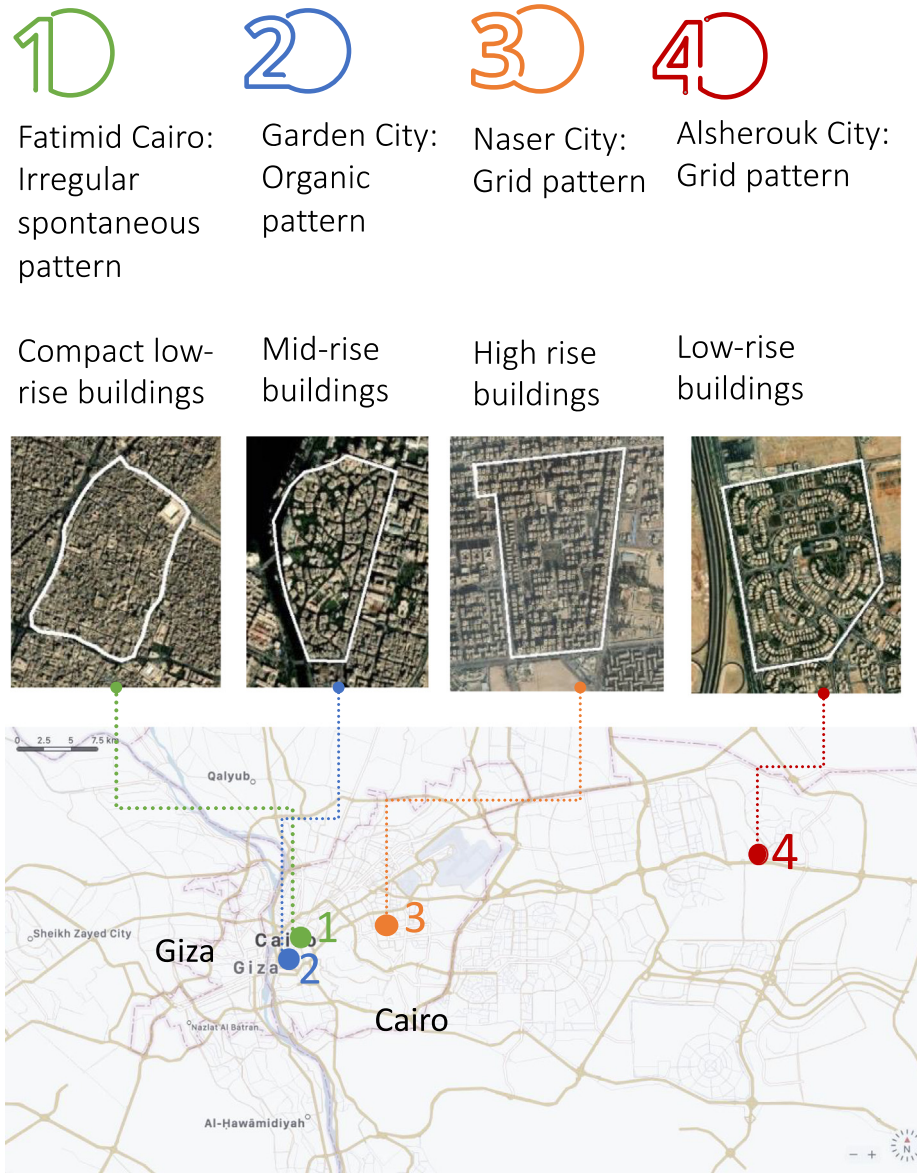 1
2
3
4
Fatimid Cairo:
Irregular
spontaneous
pattern
Garden City:
Organic
pattern
Naser City:
Grid pattern
Alsherouk City:
Grid pattern
Compact low-
rise buildings
Mid-rise
buildings
High rise
buildings
Low-rise
buildings
0 2.5 5 7.5 km
Qalyub
4
3
1
Sheikh Zayed City
Giza
Cairo
Giza
2
Nazlat Al Batran
Cairo
Al-Ḥawâmidiyah
− +
N